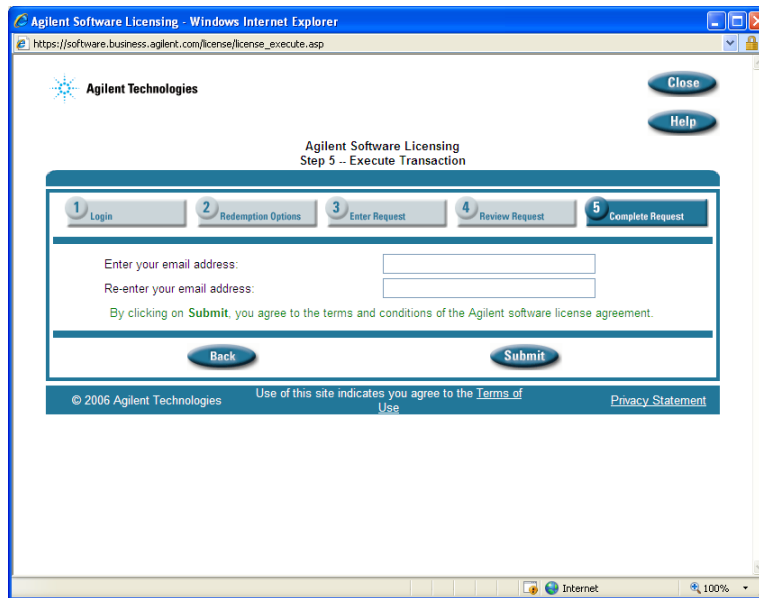 Agilent Software Licensing - Windows Internet Explorer
https://software.business.agilent.com/license/license_execute.asp
Agilent Technologies
Close
Help
Agilent Software Licensing
Step 5 -- Execute Transaction
1 Login
2 Redemption Options
3 Enter Request
4 Review Request
5 Complete Request
Enter your email address:
Re-enter your email address:
By clicking on Submit, you agree to the terms and conditions of the Agilent software license agreement.
Back
Submit
© 2006 Agilent Technologies
Use of this site indicates you agree to the Terms of
Use
Privacy Statement
Internet
100%